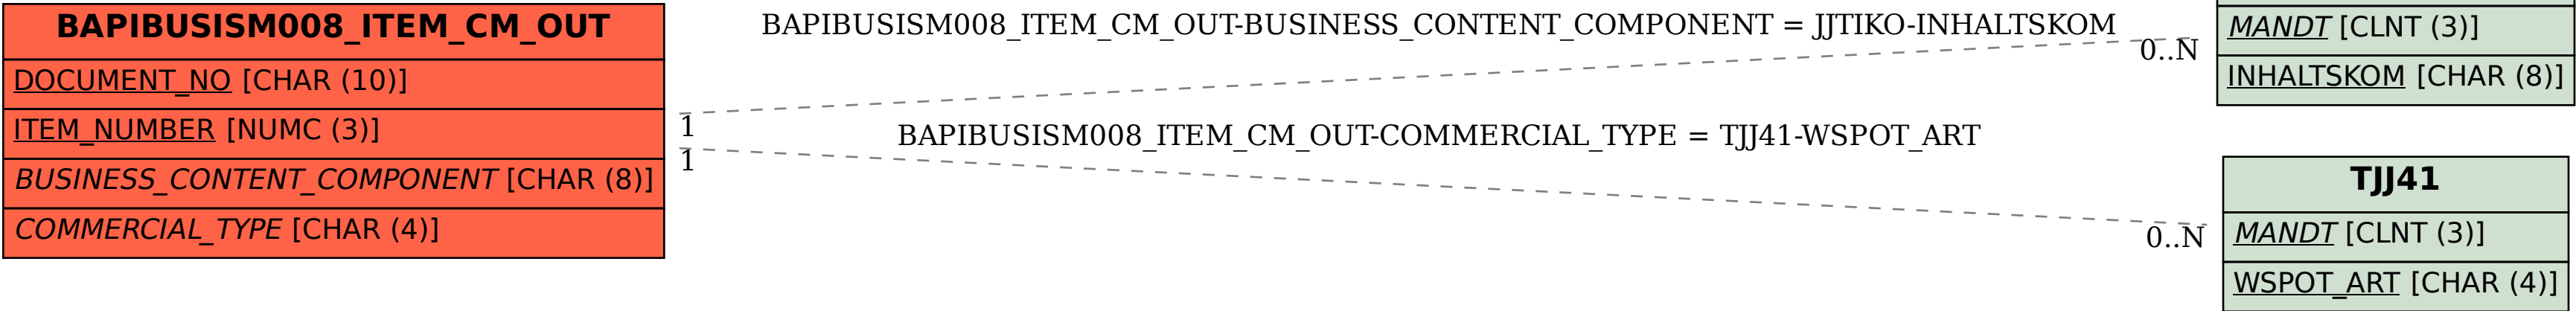 BAPIBUSISM008_ITEM_CM_OUT
DOCUMENT_NO [CHAR (10)]
ITEM_NUMBER [NUMC (3)]
BUSINESS_CONTENT_COMPONENT [CHAR (8)]
COMMERCIAL_TYPE [CHAR (4)]
BAPIBUSISM008_ITEM_CM_OUT-BUSINESS_CONTENT_COMPONENT = JJTIKO-INHALTSKOM
0..N
1
BAPIBUSISM008_ITEM_CM_OUT-COMMERCIAL_TYPE = TJJ41-WSPOT_ART
1
0..N
MANDT [CLNT (3)]
INHALTSKOM [CHAR (8)]
TJJ41
MANDT [CLNT (3)]
WSPOT_ART [CHAR (4)]